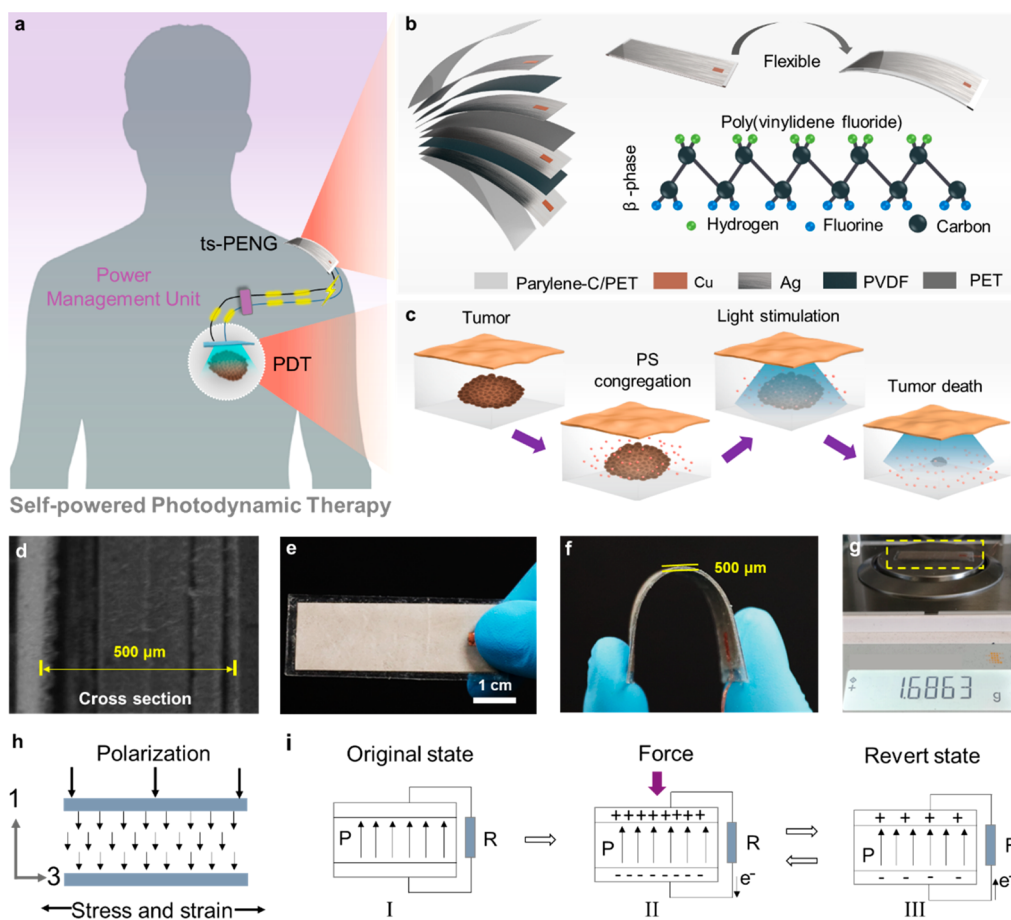 a
ts-PENG
Power
Management Unit
PDT
Self-powered Photodynamic Therapy
b
Flexible
Poly(vinylidene fluoride)
β -phase
Hydrogen
Fluorine
Carbon
Parylene-C/PET
Cu
Ag
PVDF
PET
c
Tumor
PS
congregation
Light stimulation
Tumor death
d
500 μm
Cross section
e
1 cm
f
500 μm
g
1.6863
g
h
Polarization
1
3
Stress and strain
i
Original state
P
R
I
Force
+ + + + + + + +
P
R
- - - - - - - -
e⁻
II
Revert state
+ + + +
P
- - - -
e⁻
III